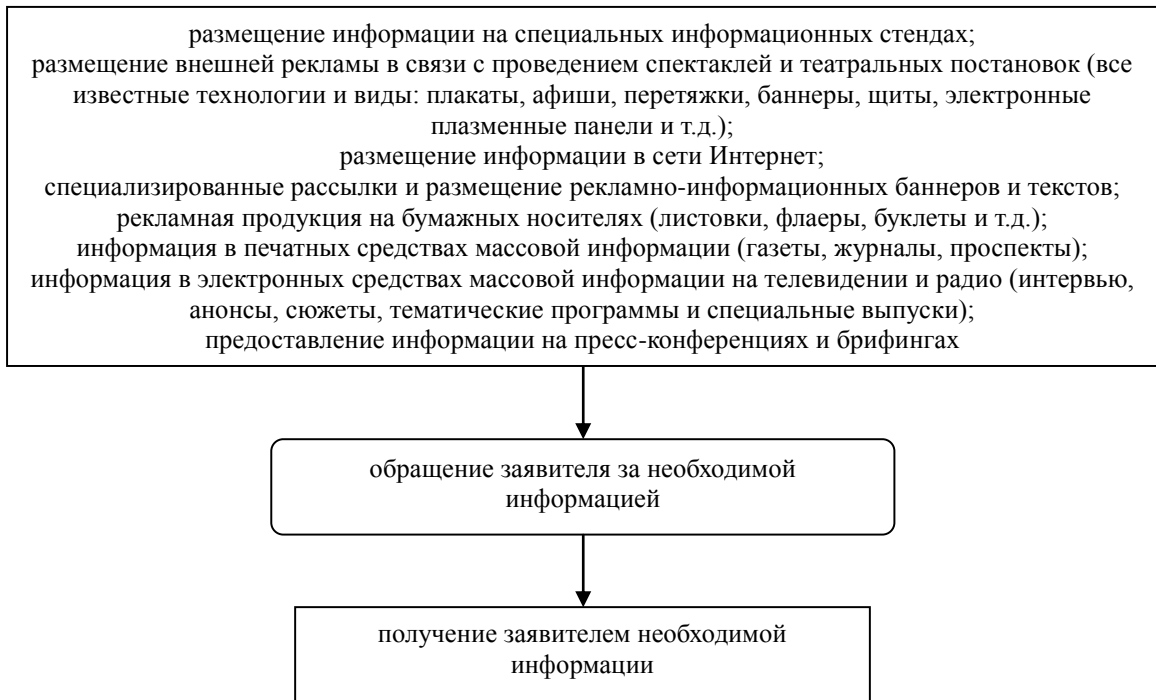 размещение информации на специальных информационных стендах;
размещение внешней рекламы в связи с проведением спектаклей и театральных постановок (все
известные технологии и виды: плакаты, афиши, перетяжки, баннеры, щиты, электронные
плазменные панели и т.д.);
размещение информации в сети Интернет;
специализированные рассылки и размещение рекламно-информационных баннеров и текстов;
рекламная продукция на бумажных носителях (листовки, флаеры, буклеты и т.д.);
информация в печатных средствах массовой информации (газеты, журналы, проспекты);
информация в электронных средствах массовой информации на телевидении и радио (интервью,
анонсы, сюжеты, тематические программы и специальные выпуски);
предоставление информации на пресс-конференциях и брифингах
обращение заявителя за необходимой
информацией
получение заявителем необходимой
информации